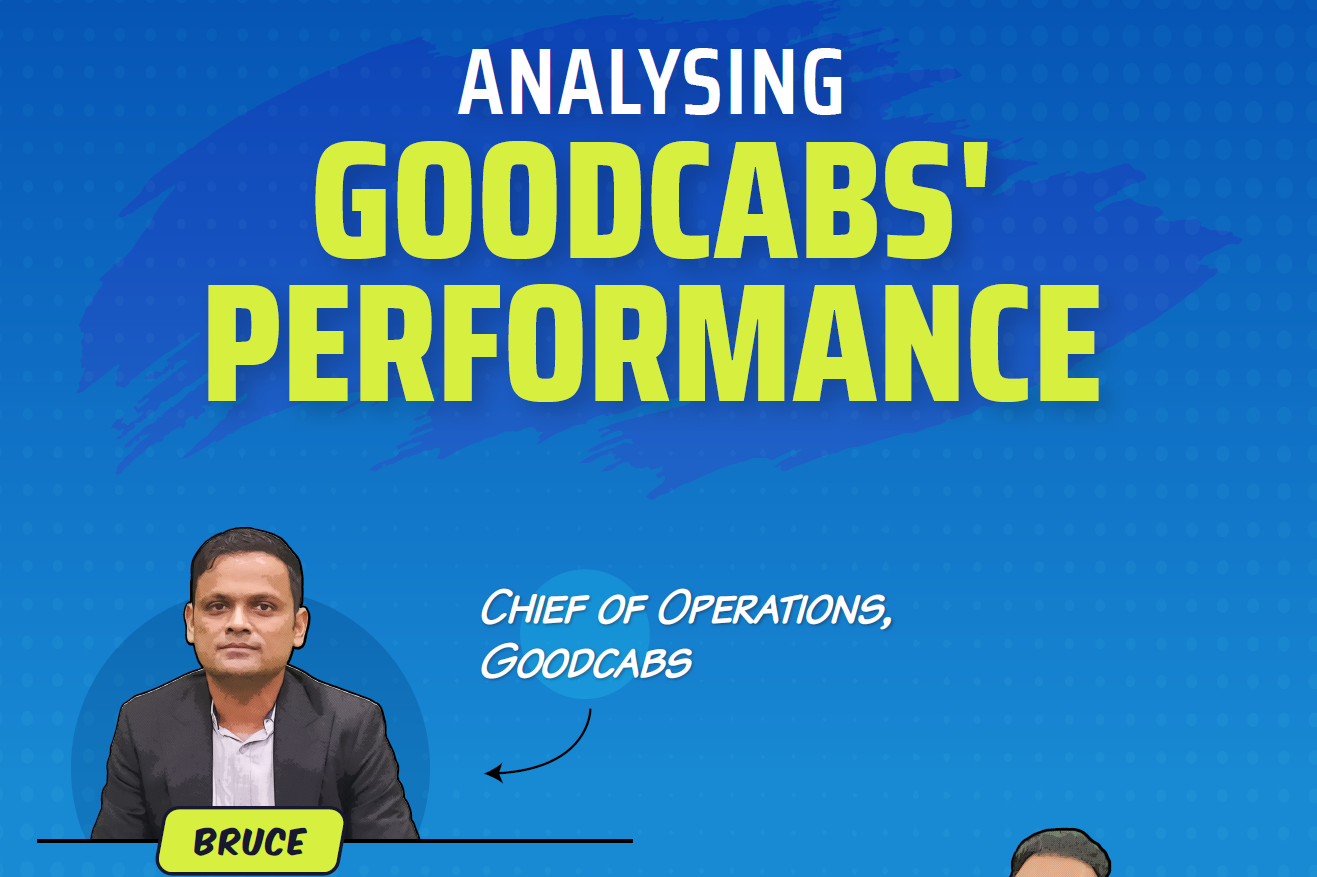 ANALYSING
GOODCABS'
PERFORMANCE
CHIEF OF OPERATIONS,
GOODCABS
BRUCE